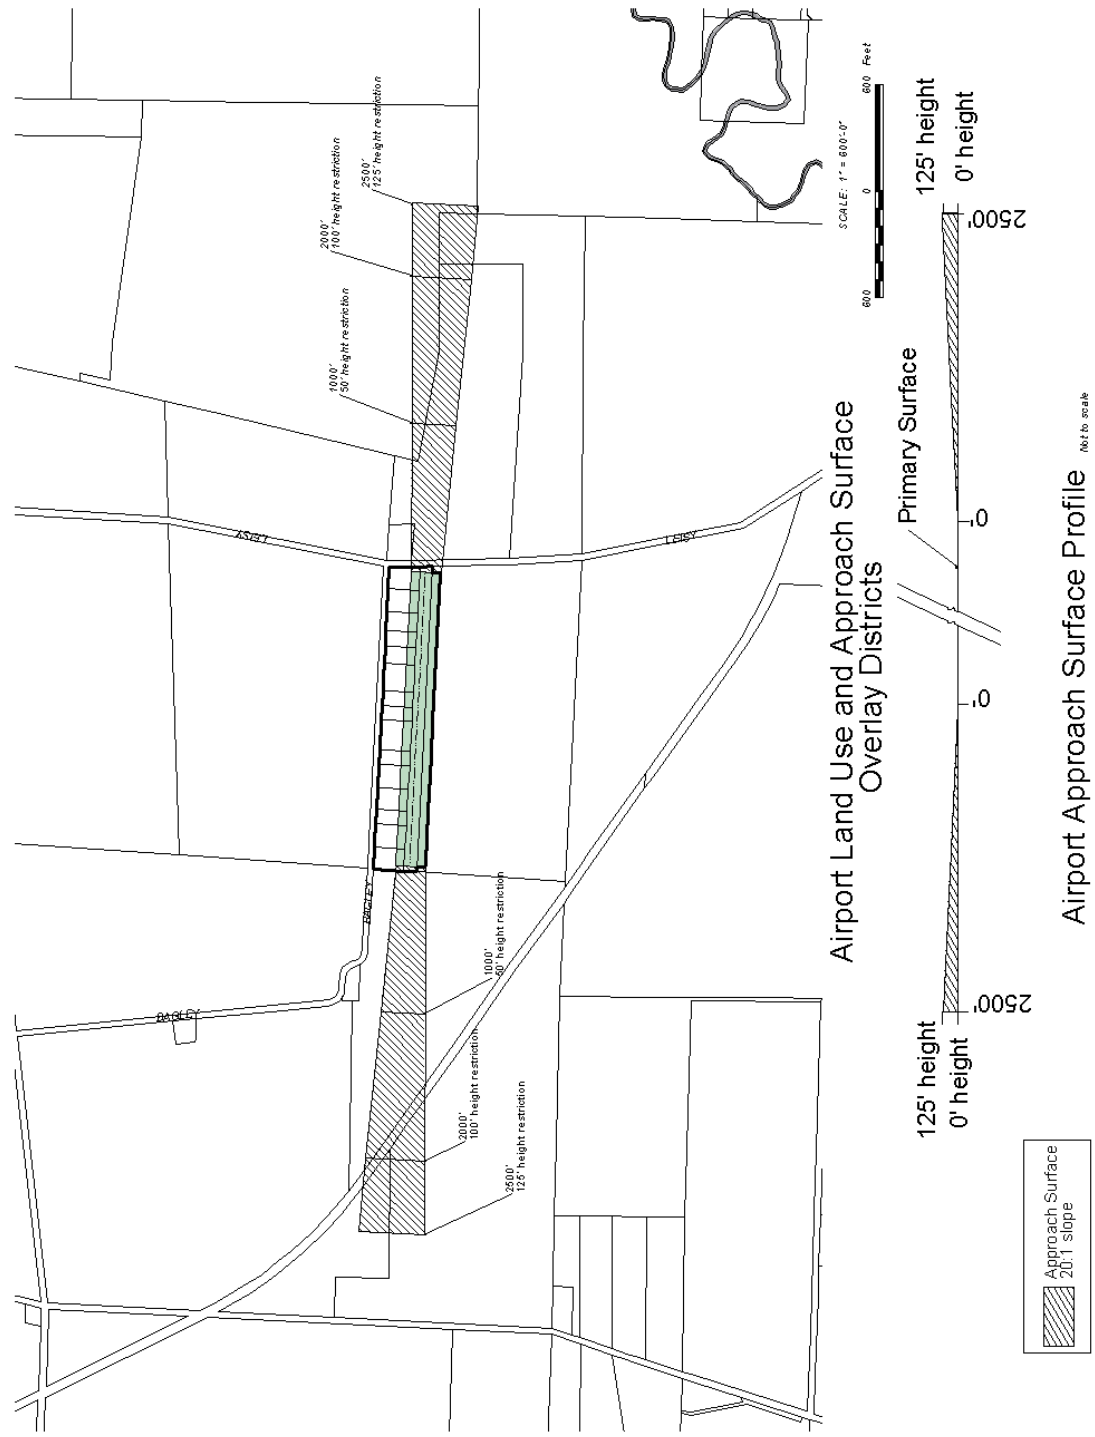 2500'
125' height restriction
2000'
100' height restriction
1000'
50' height restriction
LEISY
LEISY
BAGLEY
BAGLEY
1000'
50' height restriction
2000'
100' height restriction
2500'
125' height restriction
SCALE: 1" = 600'-0"
600 0 600 Feet
Airport Land Use and Approach Surface
Overlay Districts
125' height
0' height
2500'
0'
Primary Surface
0'
2500'
125' height
0' height
Airport Approach Surface Profile
Not to scale
Approach Surface
20:1 slope